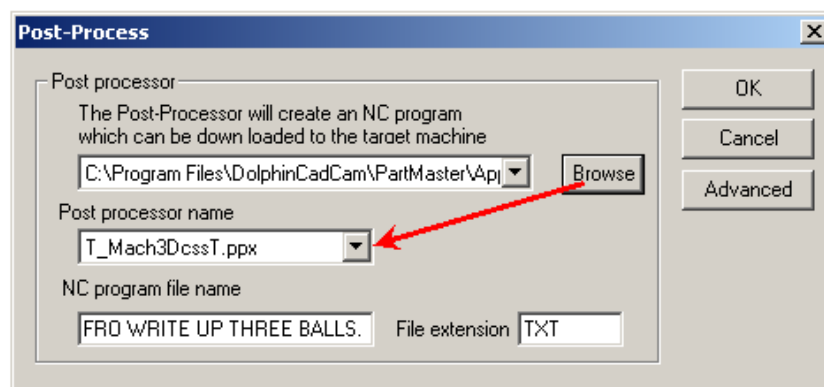 Post-Process
Post processor
The Post-Processor will create an NC program
which can be down loaded to the target machine
C:\Program Files\DolphinCadCam\PartMaster\Ap
Browse
Post processor name
T_Mach3DcssT.ppx
NC program file name
FRO WRITE UP THREE BALLS.
File extension
TXT
OK
Cancel
Advanced